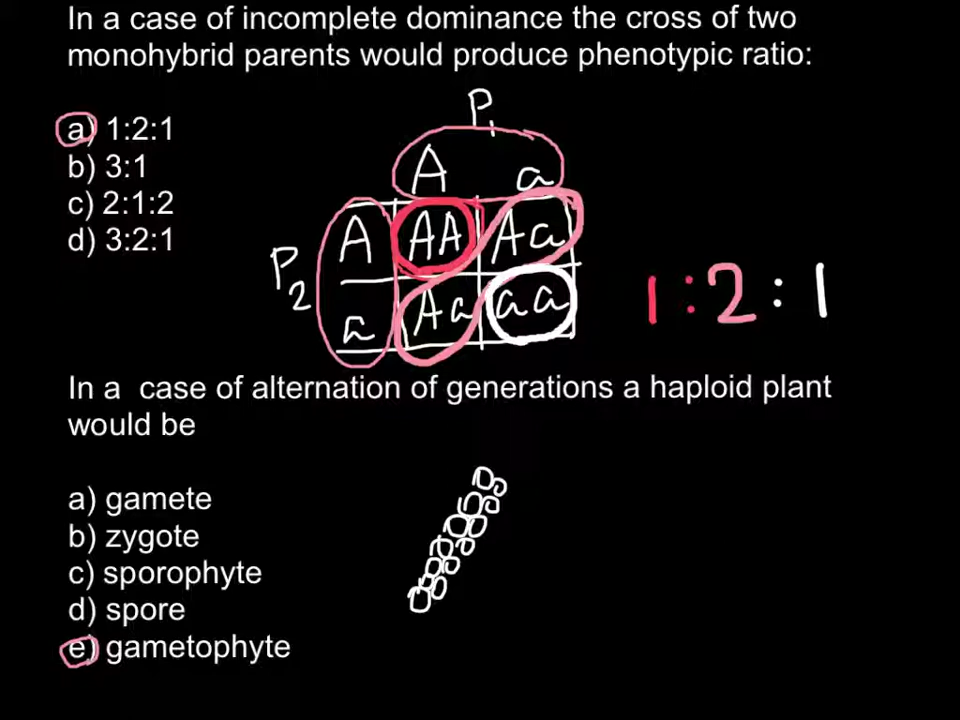 In a case of incomplete dominance the cross of two
monohybrid parents would produce phenotypic ratio:
a) 1:2:1
b) 3:1
c) 2:1:2
d) 3:2:1
P1
A a
P2
A AA Aa
a Aa aa
1:2:1
In a case of alternation of generations a haploid plant
would be
a) gamete
b) zygote
c) sporophyte
d) spore
e) gametophyte